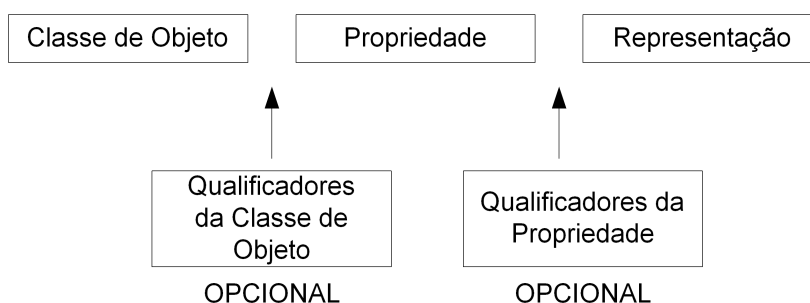 Classe de Objeto
Propriedade
Representação
Qualificadores
da Classe de
Objeto
Qualificadores da
Propriedade
OPCIONAL
OPCIONAL